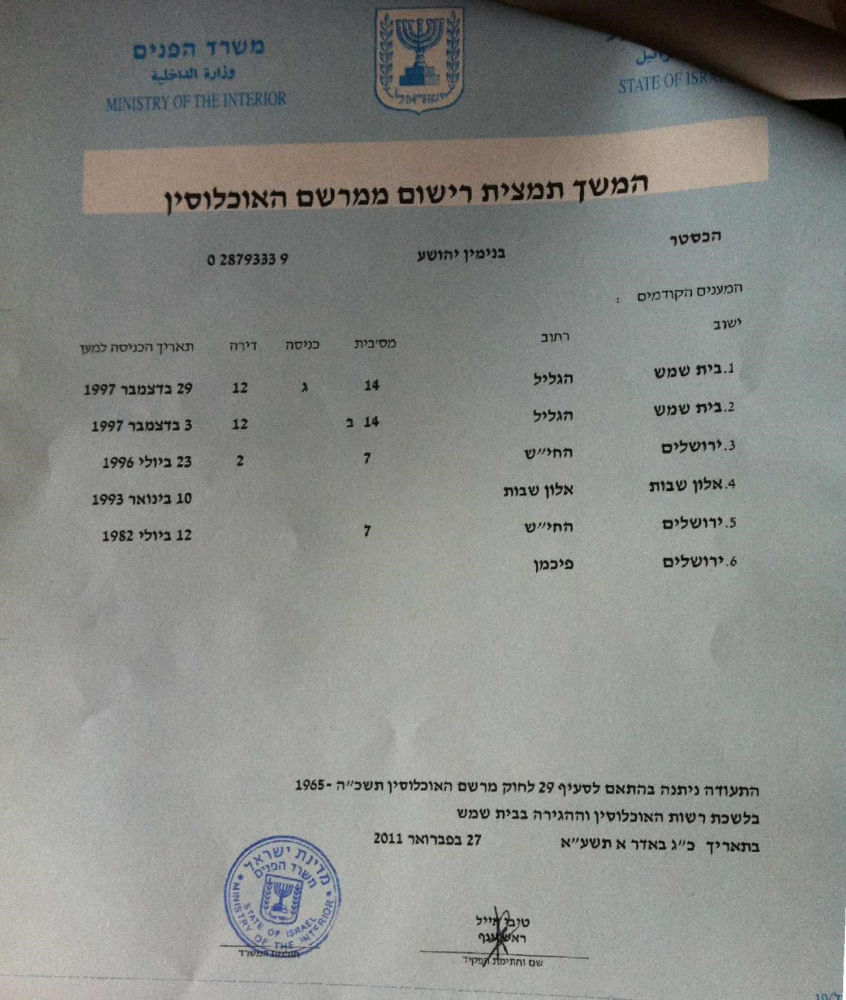 משרד הפנים
وزارة الداخلية
MINISTRY OF THE INTERIOR
ישראל
STATE OF ISRAEL
המשך תמצית רישום ממרשם האוכלוסין
הכסטר בנימין יהושע 0 2879333 9
המענים הקודמים :
ישוב רחוב מס'בית כניסה דירה תאריך הכניסה למען
1.בית שמש הגליל 14 ג 12 29 בדצמבר 1997
2.בית שמש הגליל 14 ב 12 3 בדצמבר 1997
3.ירושלים החי״ש 7 2 23 ביולי 1996
4.אלון שבות אלון שבות 10 בינואר 1993
5.ירושלים החי״ש 7 12 ביולי 1982
6.ירושלים פיכמן
התעודה ניתנה בהתאם לסעיף 29 לחוק מרשם האוכלוסין תשכ״ה -1965
בלשכת רשות האוכלוסין וההגירה בבית שמש
בתאריך כ״ג באדר א תשע״א 27 בפברואר 2011
מדינת ישראל
משרד הפנים
STATE OF ISRAEL
MINISTRY OF THE INTERIOR
טיבי
ראש ענף
שם וחתימת הפקיד
חותמת המשרד